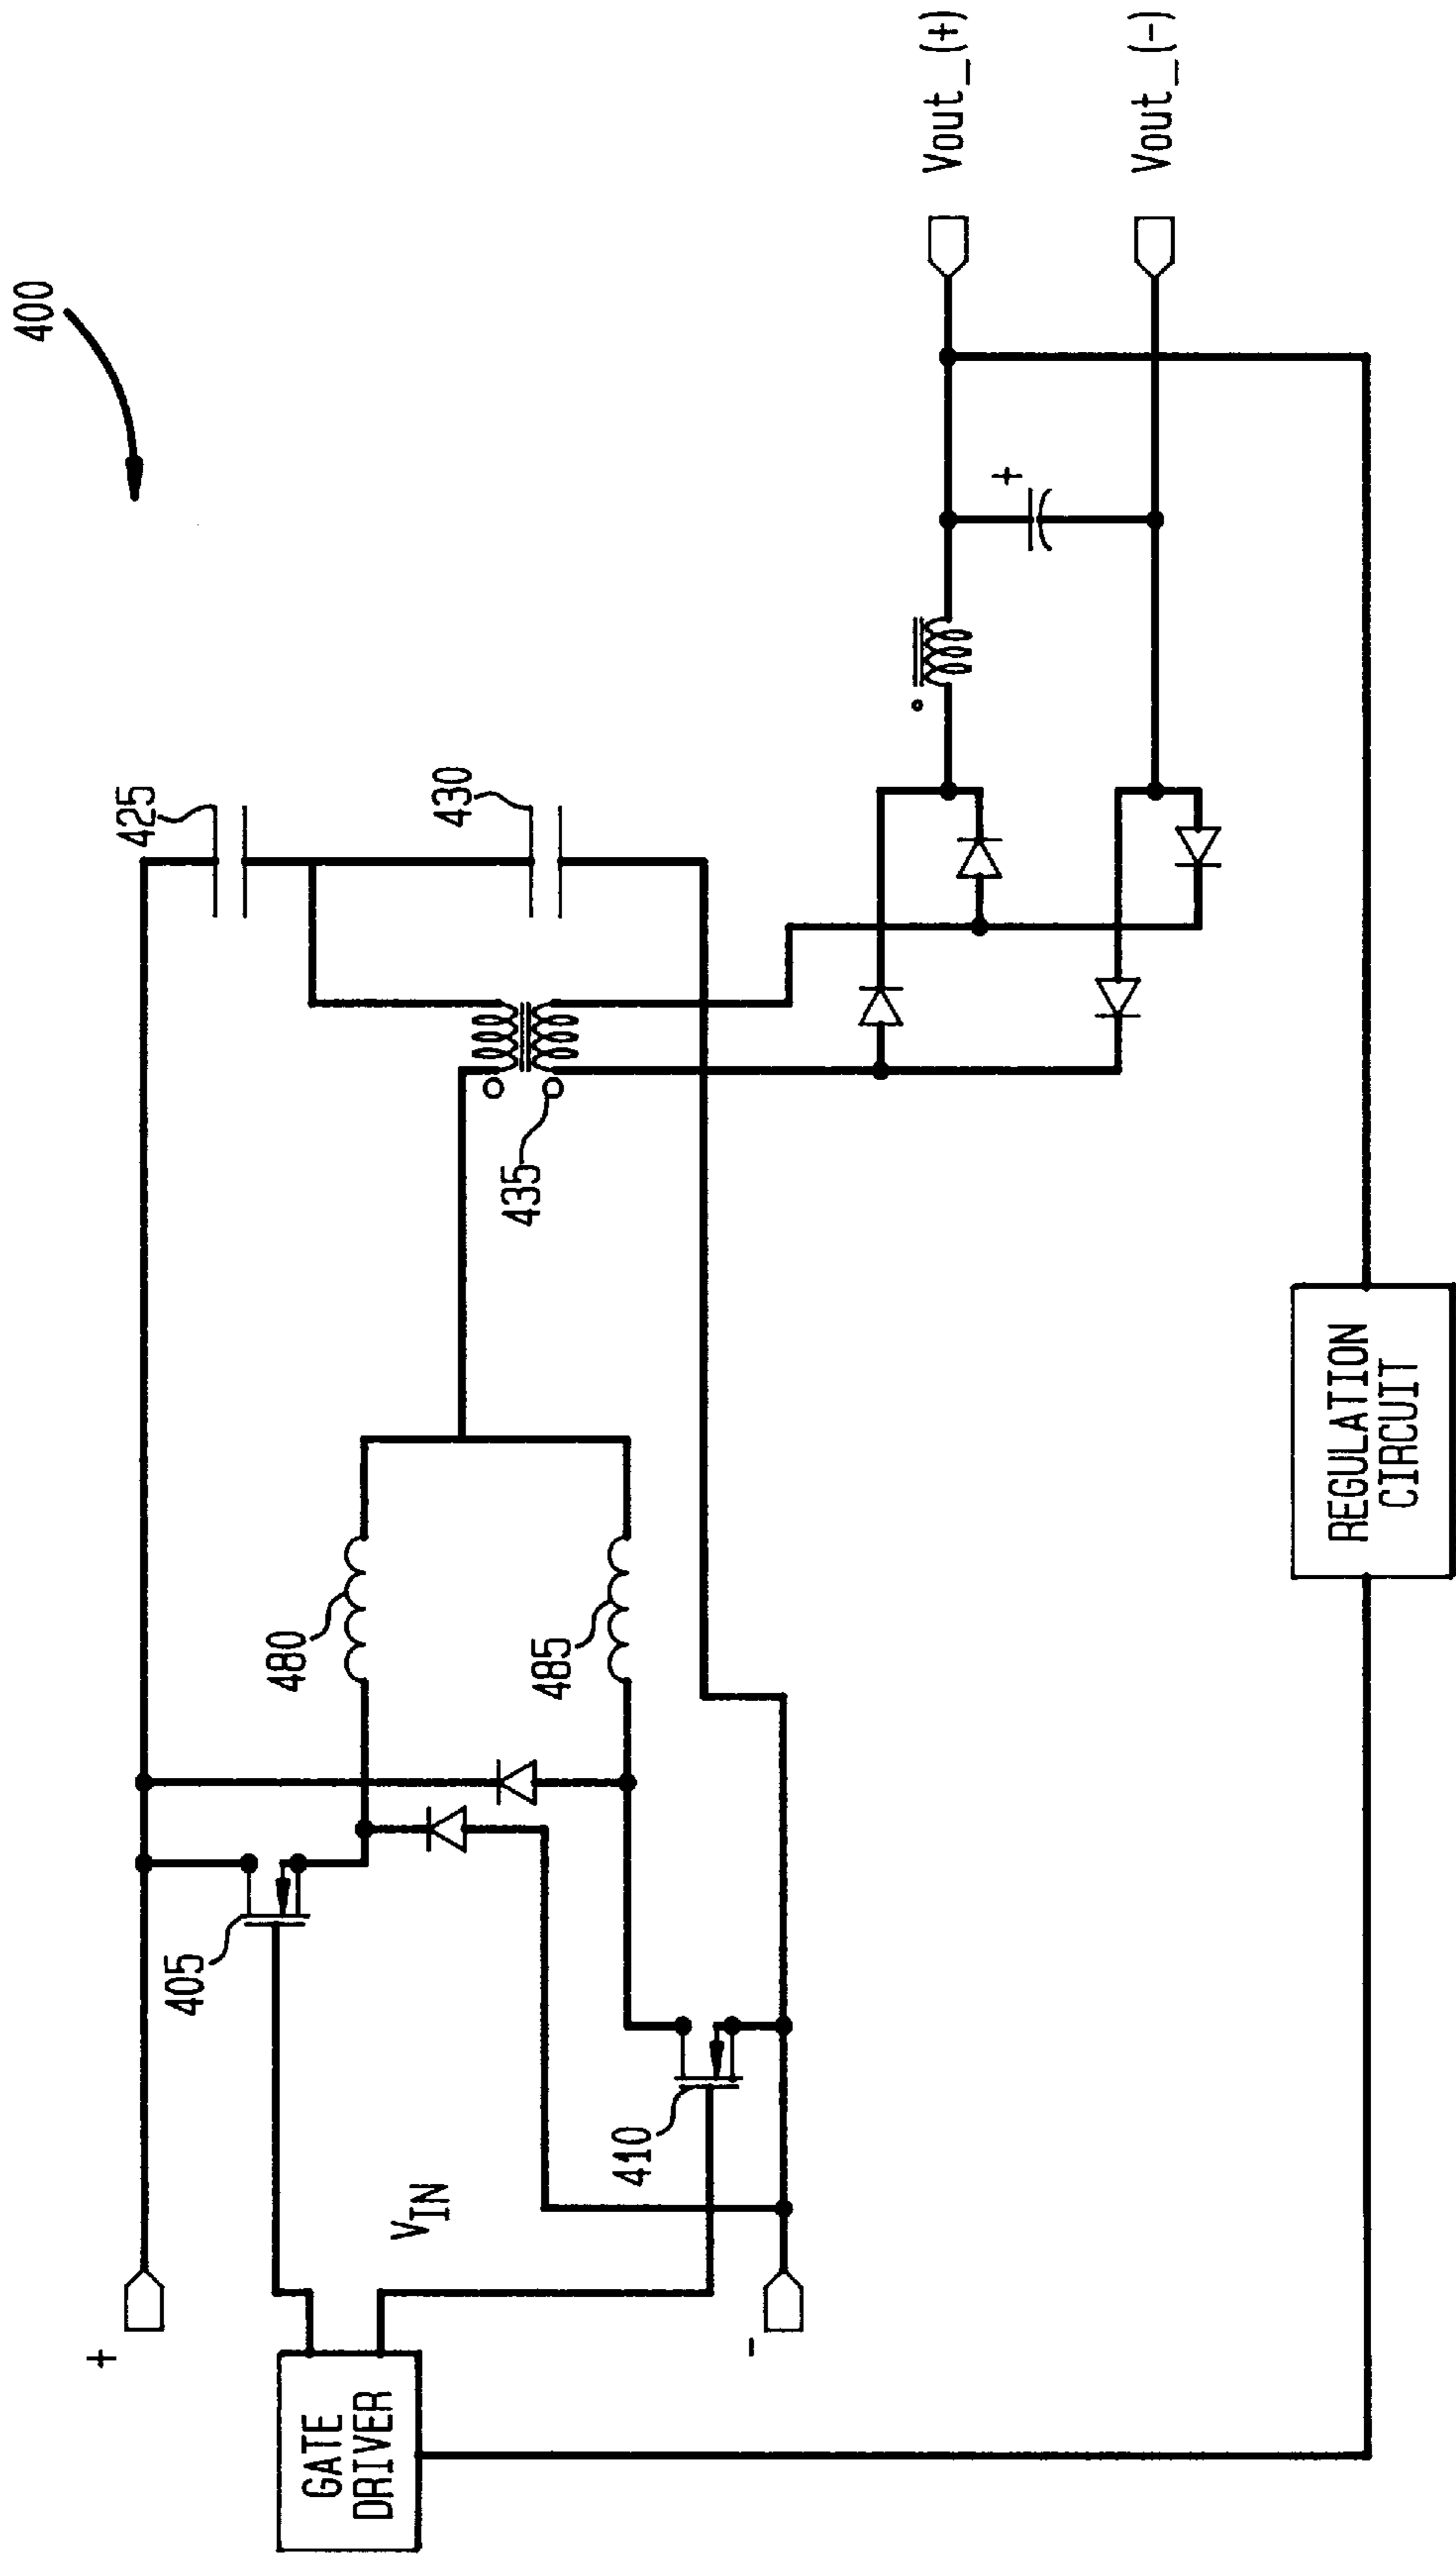 400
+
GATE
DRIVER
V_IN
-
405
410
480
485
425
430
435
+
Vout_(+)
Vout_(-)
REGULATION
CIRCUIT